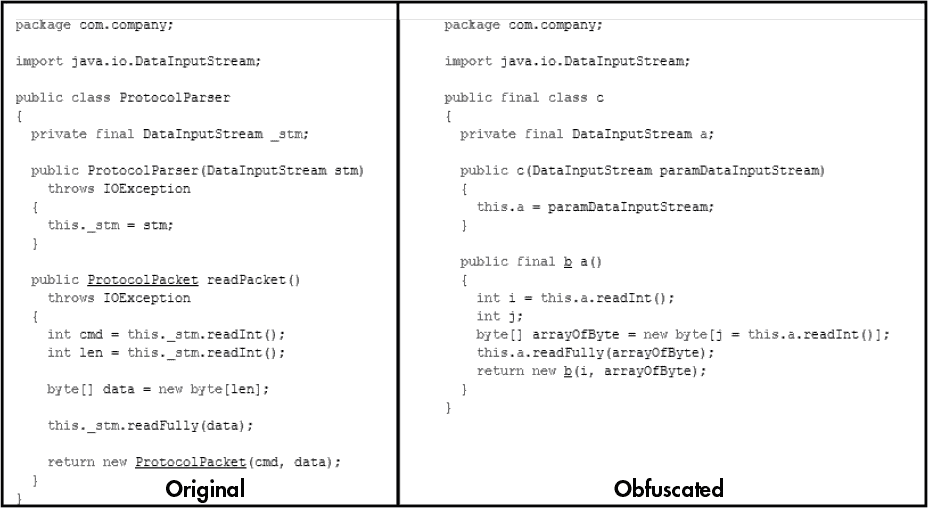 package com.company;
import java.io.DataInputStream;
public class ProtocolParser
{
private final DataInputStream _stm;
public ProtocolParser(DataInputStream stm)
throws IOException
{
this._stm = stm;
}
public ProtocolPacket readPacket()
throws IOException
{
int cmd = this._stm.readInt();
int len = this._stm.readInt();
byte[] data = new byte[len];
this._stm.readFully(data);
return new ProtocolPacket(cmd, data);
}
}
Original
package com.company;
import java.io.DataInputStream;
public final class c
{
private final DataInputStream a;
public c(DataInputStream paramDataInputStream)
{
this.a = paramDataInputStream;
}
public final b a()
{
int i = this.a.readInt();
int j;
byte[] arrayOfByte = new byte[j = this.a.readInt()];
this.a.readFully(arrayOfByte);
return new b(i, arrayOfByte);
}
}
Obfuscated